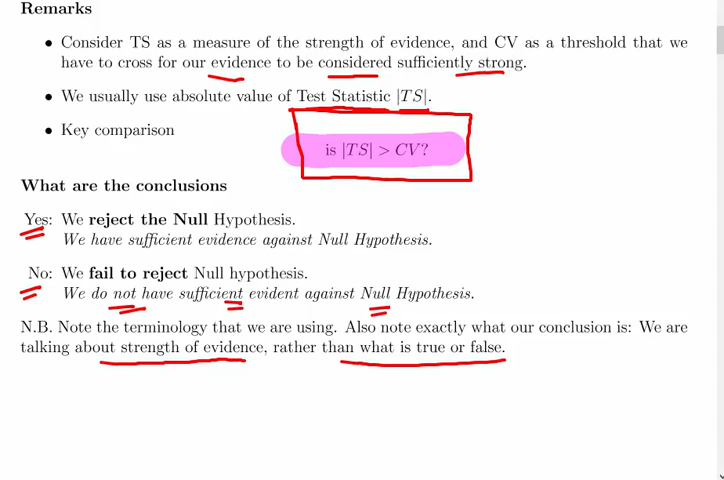 Remarks
• Consider TS as a measure of the strength of evidence, and CV as a threshold that we
have to cross for our evidence to be considered sufficiently strong.
• We usually use absolute value of Test Statistic |TS|.
• Key comparison
is |TS| > CV?
What are the conclusions
Yes: We reject the Null Hypothesis.
We have sufficient evidence against Null Hypothesis.
No: We fail to reject Null hypothesis.
We do not have sufficient evident against Null Hypothesis.
N.B. Note the terminology that we are using. Also note exactly what our conclusion is: We are
talking about strength of evidence, rather than what is true or false.